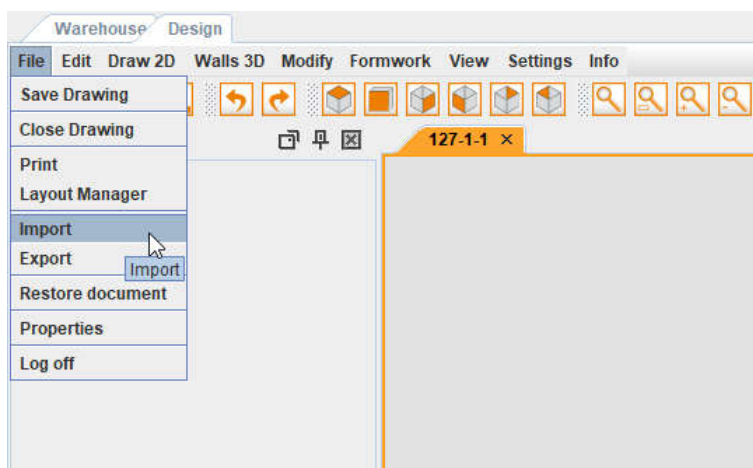 Warehouse Design
File Edit Draw 2D Walls 3D Modify Formwork View Settings Info
Save Drawing
Close Drawing
127-1-1 ×
Print
Layout Manager
Import
Export
Import
Restore document
Properties
Log off